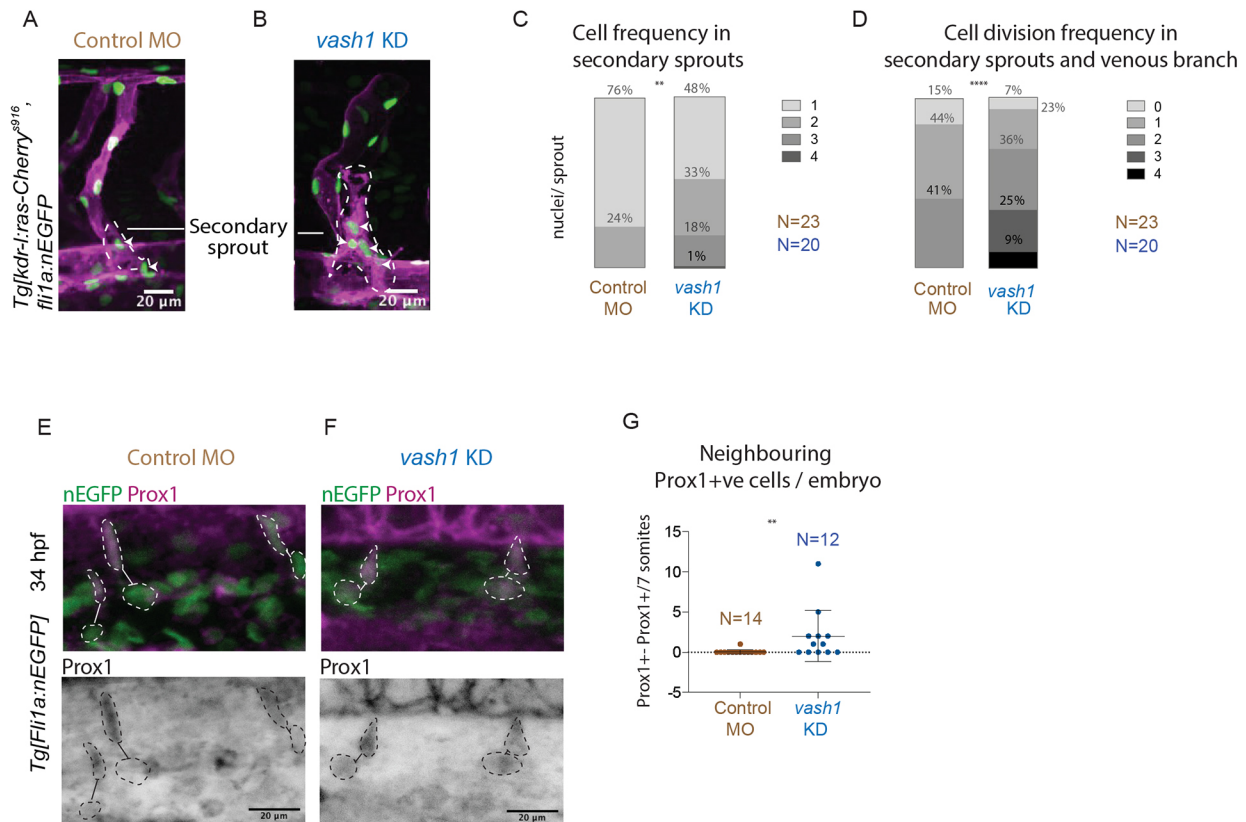 A
Control MO
Tg[kdr-l:ras-Cherry^s916,
fli1a:nEGFP
20 µm
B
vash1 KD
Secondary
sprout
20 µm
C
Cell frequency in
secondary sprouts
**
76%
48%
33%
24%
18%
1%
nuclei/ sprout
Control
MO
vash1
KD
1
2
3
4
N=23
N=20
D
Cell division frequency in
secondary sprouts and venous branch
****
15%
7%
23%
44%
36%
41%
25%
9%
Control
MO
vash1
KD
0
1
2
3
4
N=23
N=20
E
Control MO
nEGFP Prox1
Tg[Fli1a:nEGFP] 34 hpf
Prox1
20 µm
F
vash1 KD
nEGFP Prox1
Prox1
20 µm
G
Neighbouring
Prox1+ve cells / embryo
**
Prox1+- Prox1+/7 somites
15
10
5
0
-5
N=14
N=12
Control
MO
vash1
KD